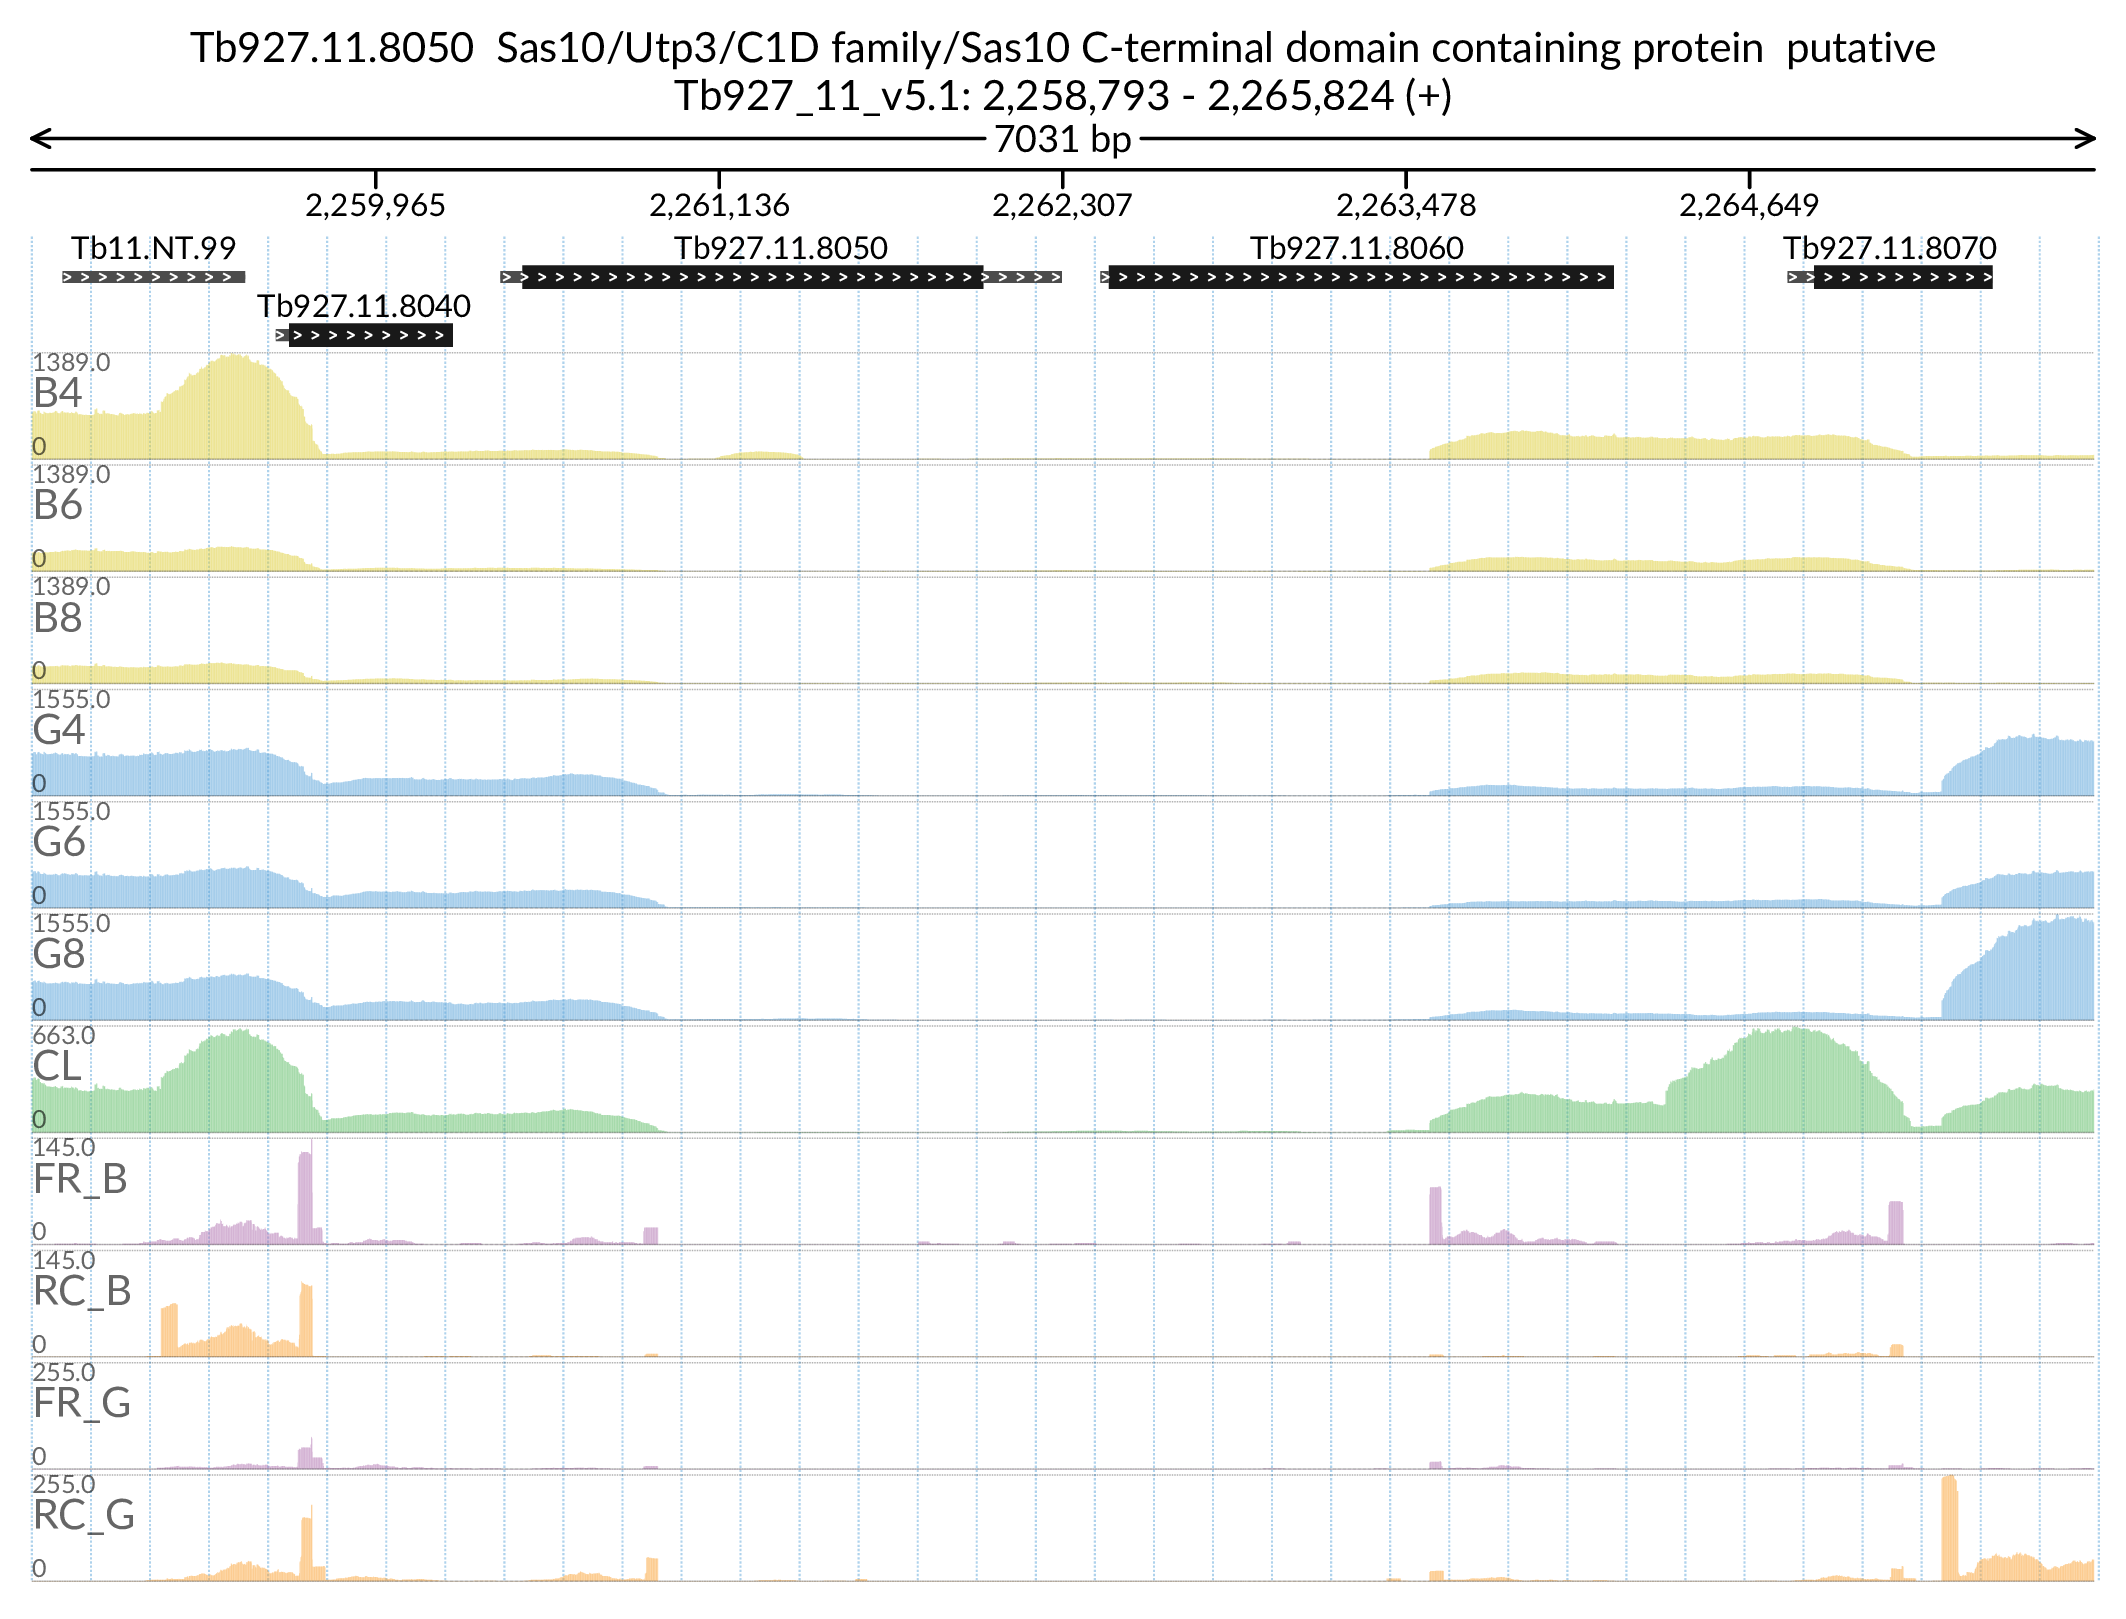 Tb927.11.8050  Sas10/Utp3/C1D family/Sas10 C-terminal domain containing protein  putative
Tb927_11_v5.1: 2,258,793 - 2,265,824 (+)
7031 bp
2,259,965 2,261,136 2,262,307 2,263,478 2,264,649
Tb11.NT.99 Tb927.11.8050 Tb927.11.8060 Tb927.11.8070
Tb927.11.8040
1389.0
B4
0
1389.0
B6
0
1389.0
B8
0
1555.0
G4
0
1555.0
G6
0
1555.0
G8
0
663.0
CL
0
145.0
FR_B
0
145.0
RC_B
0
255.0
FR_G
0
255.0
RC_G
0